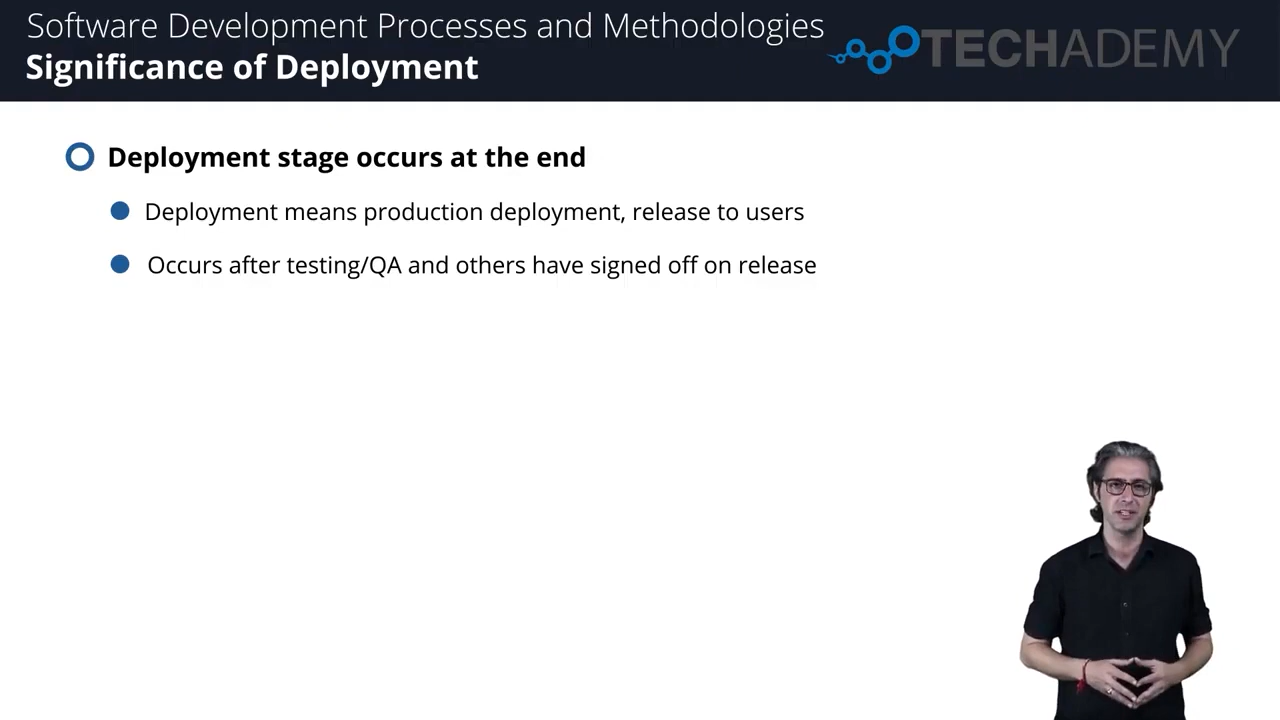 Software Development Processes and Methodologies
Significance of Deployment
TECHADEMY
Deployment stage occurs at the end
Deployment means production deployment, release to users
Occurs after testing/QA and others have signed off on release